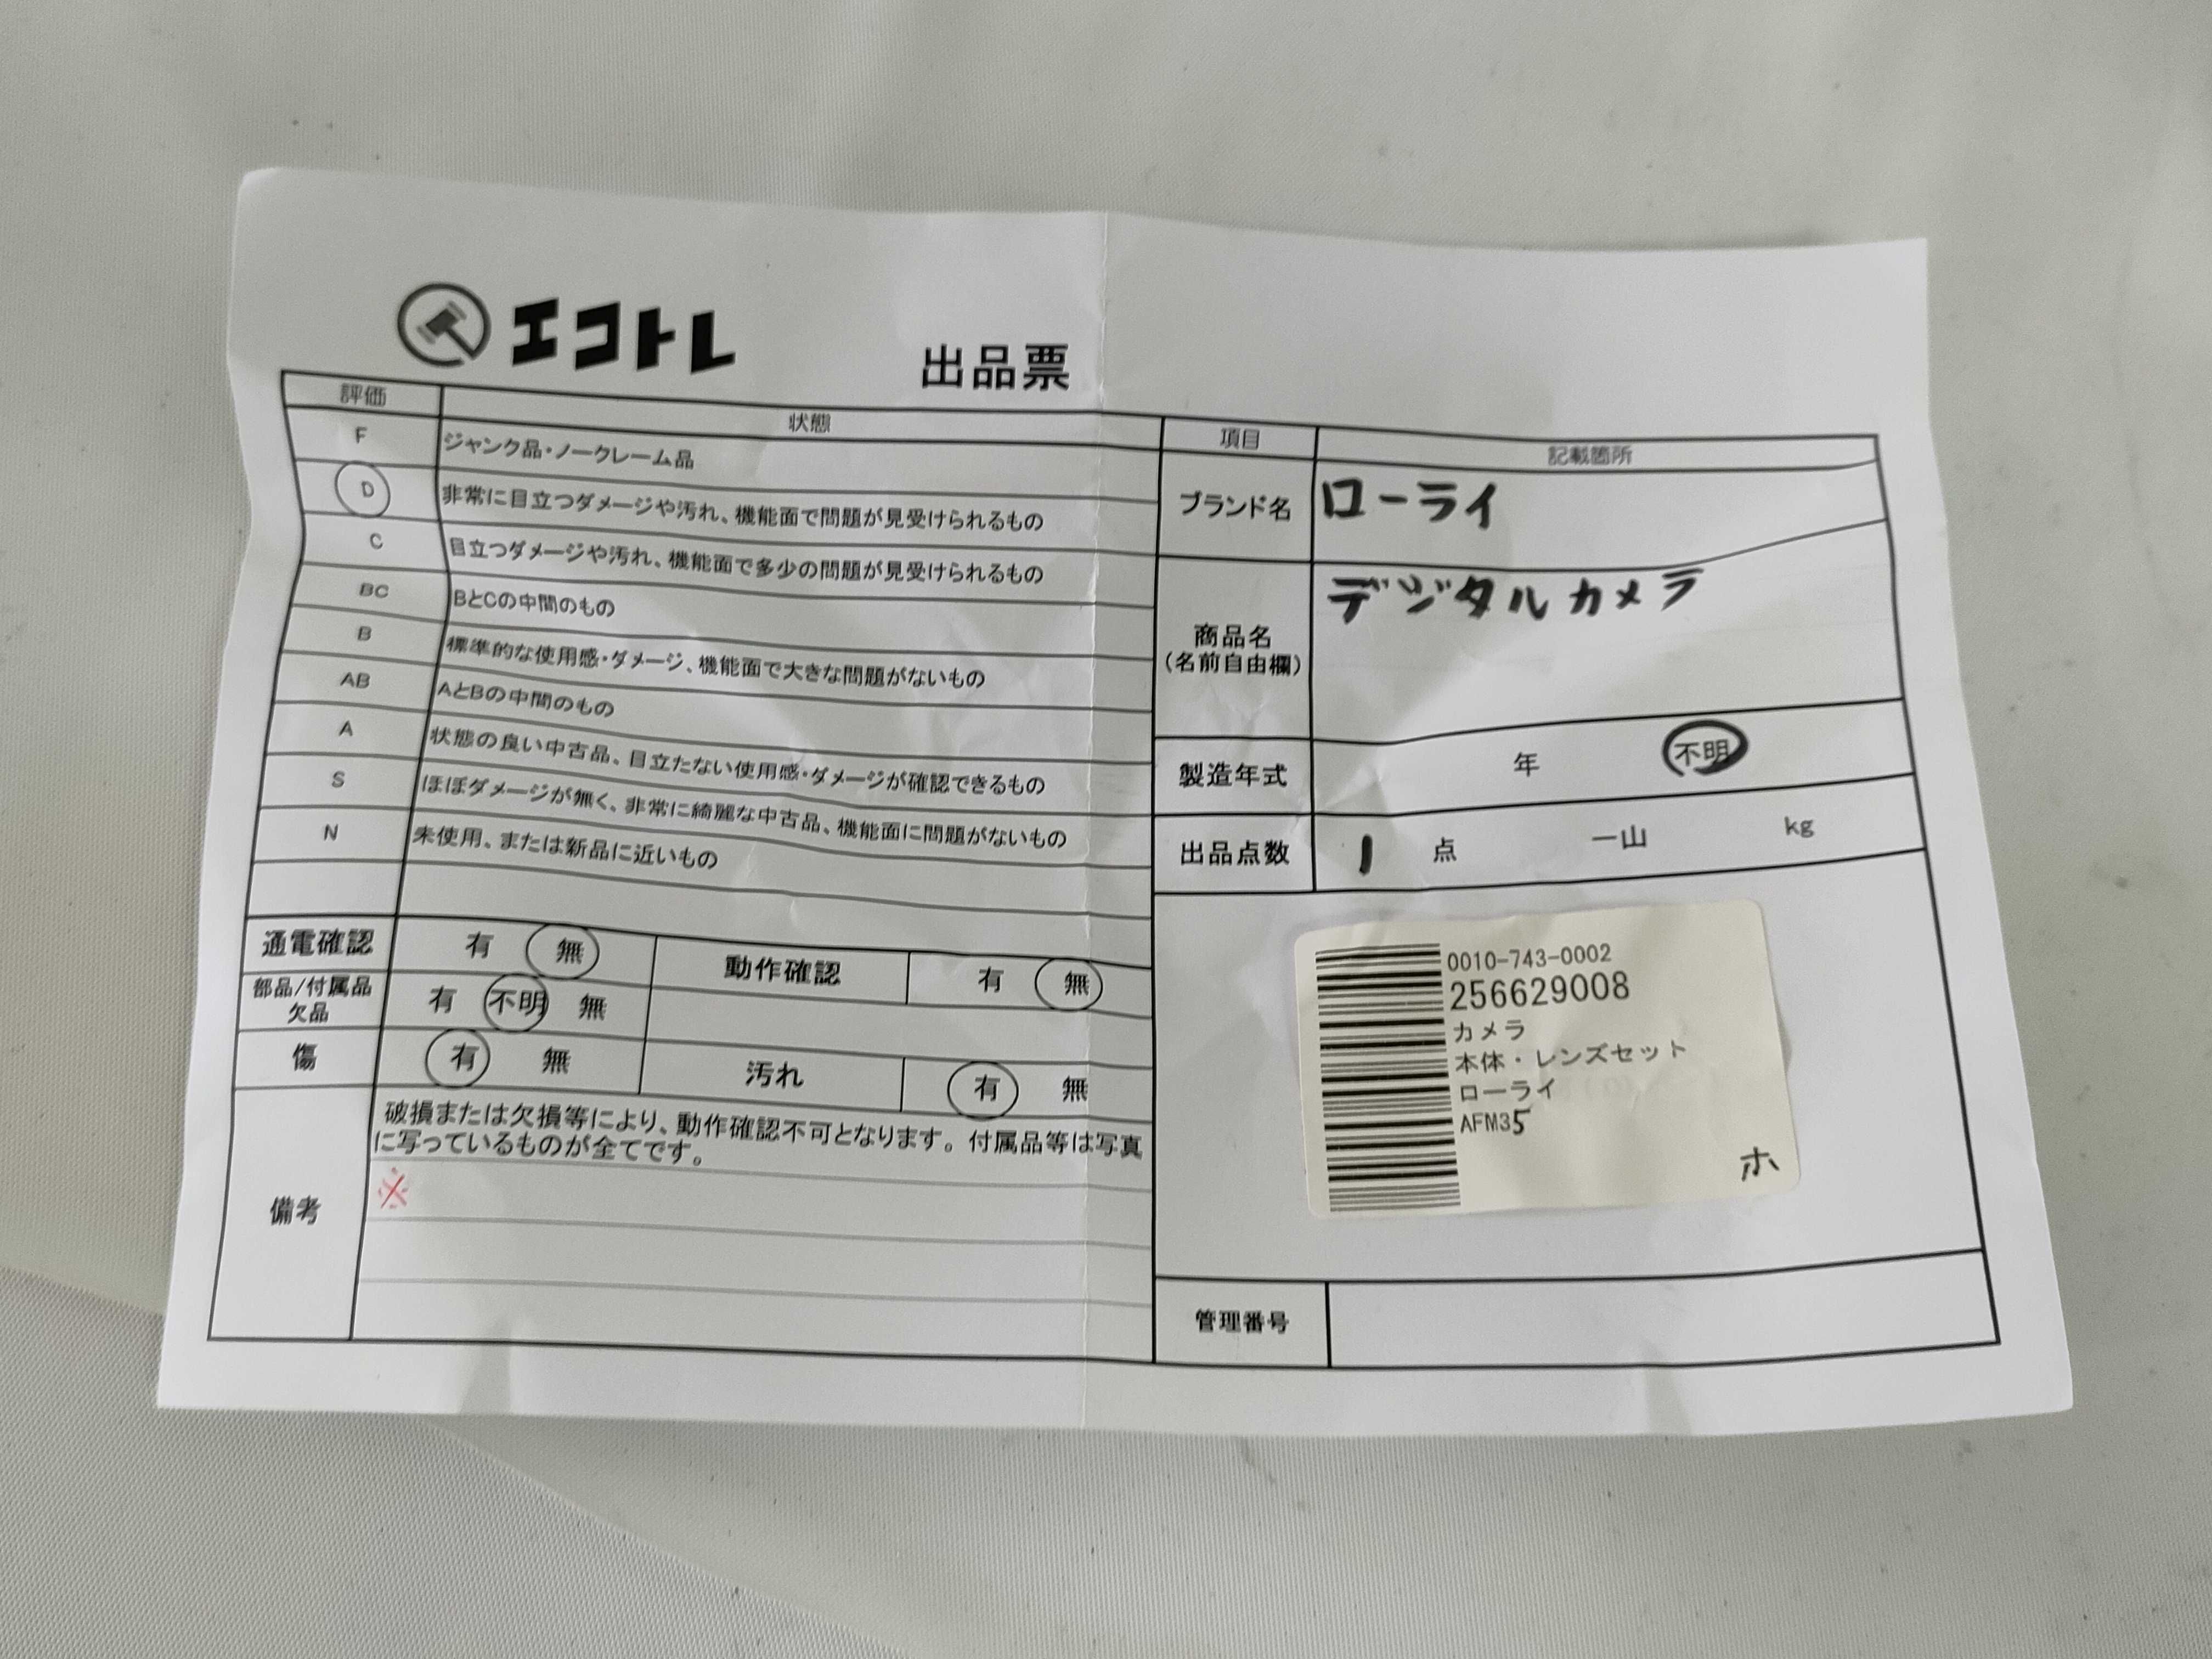 エコトレ
出品票
評価 状態
F ジャンク品・ノークレーム品
D 非常に目立つダメージや汚れ、機能面で問題が見受けられるもの
C 目立つダメージや汚れ、機能面で多少の問題が見受けられるもの
BC BとCの中間のもの
B 標準的な使用感・ダメージ、機能面で大きな問題がないもの
AB AとBの中間のもの
A 状態の良い中古品、目立たない使用感・ダメージが確認できるもの
S ほぼダメージが無く、非常に綺麗な中古品、機能面に問題がないもの
N 未使用、または新品に近いもの
通電確認 有 無 動作確認 有 無
部品/付属品
欠品
有 不明 無
傷 有 無 汚れ 有 無
備考
破損または欠損等により、動作確認不可となります。付属品等は写真
に写っているものが全てです。
※
項目 記載箇所
ブランド名 ローライ
商品名
(名前自由欄)
デジタルカメラ
製造年式 年 不明
出品点数 1 点 一山 kg
0010-743-0002
256629008
カメラ
本体・レンズセット
ローライ
AFM35
ホ
管理番号